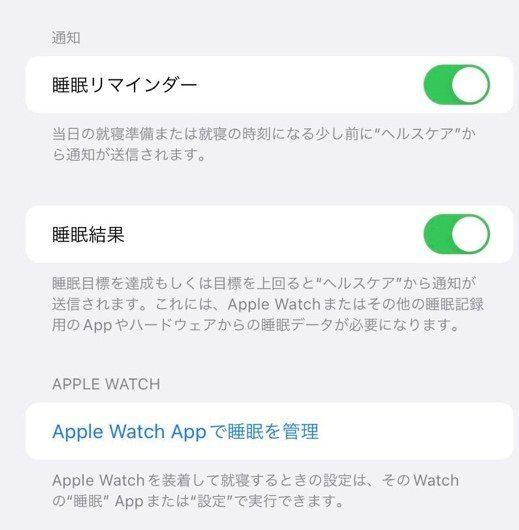 通知
睡眠リマインダー
当日の就寝準備または就寝の時刻になる少し前に“ヘルスケア”か
ら通知が送信されます。
睡眠結果
睡眠目標を達成もしくは目標を上回ると“ヘルスケア”から通知が
送信されます。これには、Apple Watchまたはその他の睡眠記録
用のAppやハードウェアからの睡眠データが必要になります。
APPLE WATCH
Apple Watch Appで睡眠を管理
Apple Watchを装着して就寝するときの設定は、そのWatch
の“睡眠” Appまたは“設定”で実行できます。